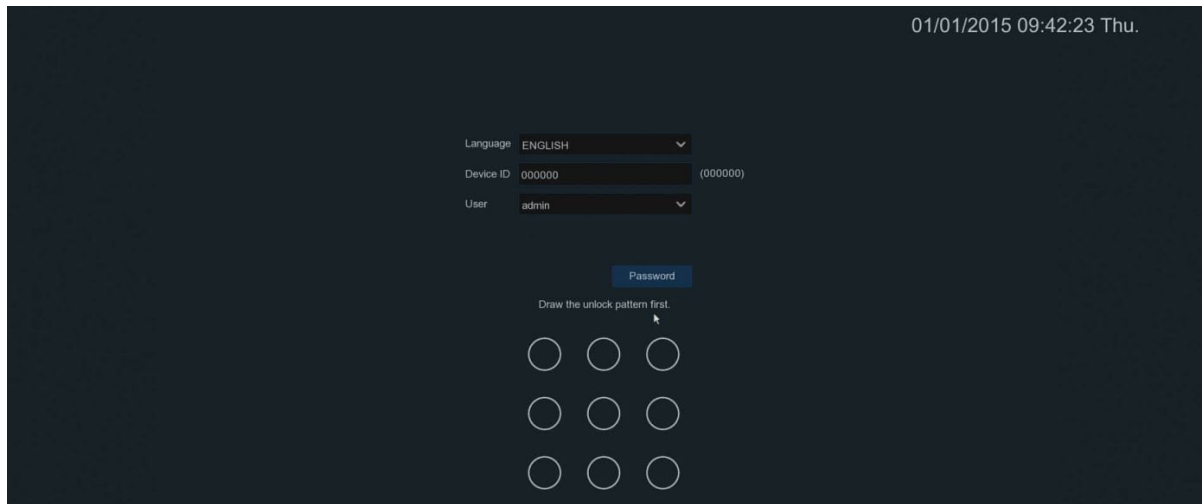 01/01/2015 09:42:23 Thu.
Language ENGLISH
Device ID 000000 (000000)
User admin
Password
Draw the unlock pattern first.